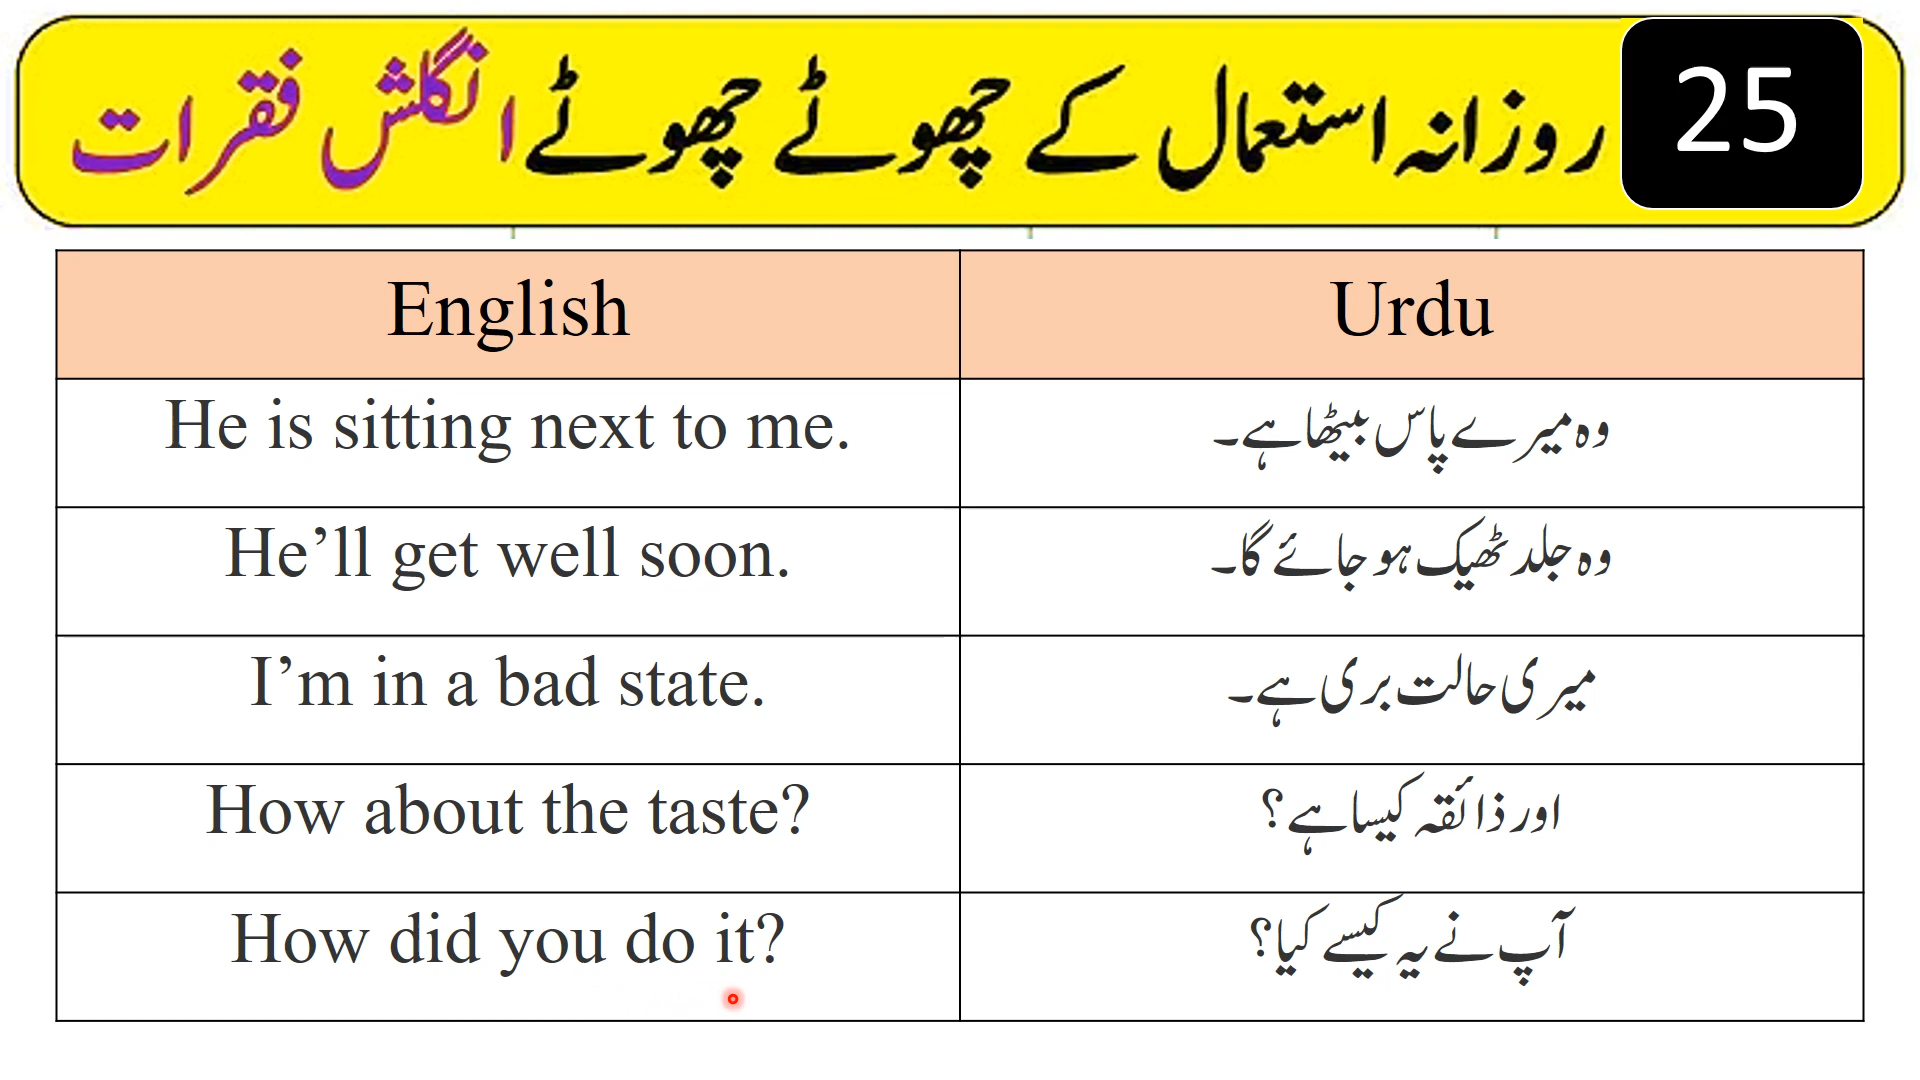 25 روزانہ استعمال کے چھوٹے چھوٹے انگلش فقرات
English Urdu
He is sitting next to me. وہ میرے پاس بیٹھا ہے۔
He’ll get well soon. وہ جلد ٹھیک ہو جائے گا۔
I’m in a bad state. میری حالت بری ہے۔
How about the taste? اور ذائقہ کیسا ہے؟
How did you do it? آپ نے یہ کیسے کیا؟